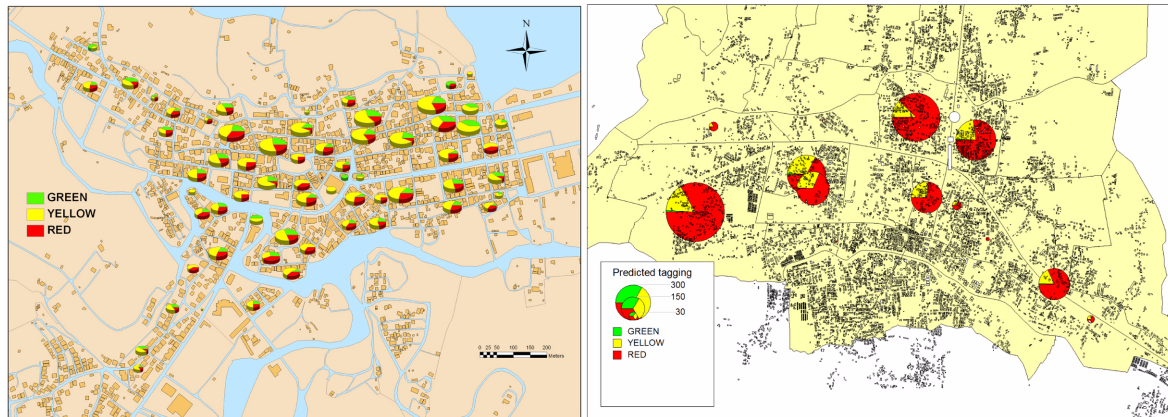 N
GREEN
YELLOW
RED
0 25 50 100 150 200
Meters
Predicted tagging
300
150
30
GREEN
YELLOW
RED